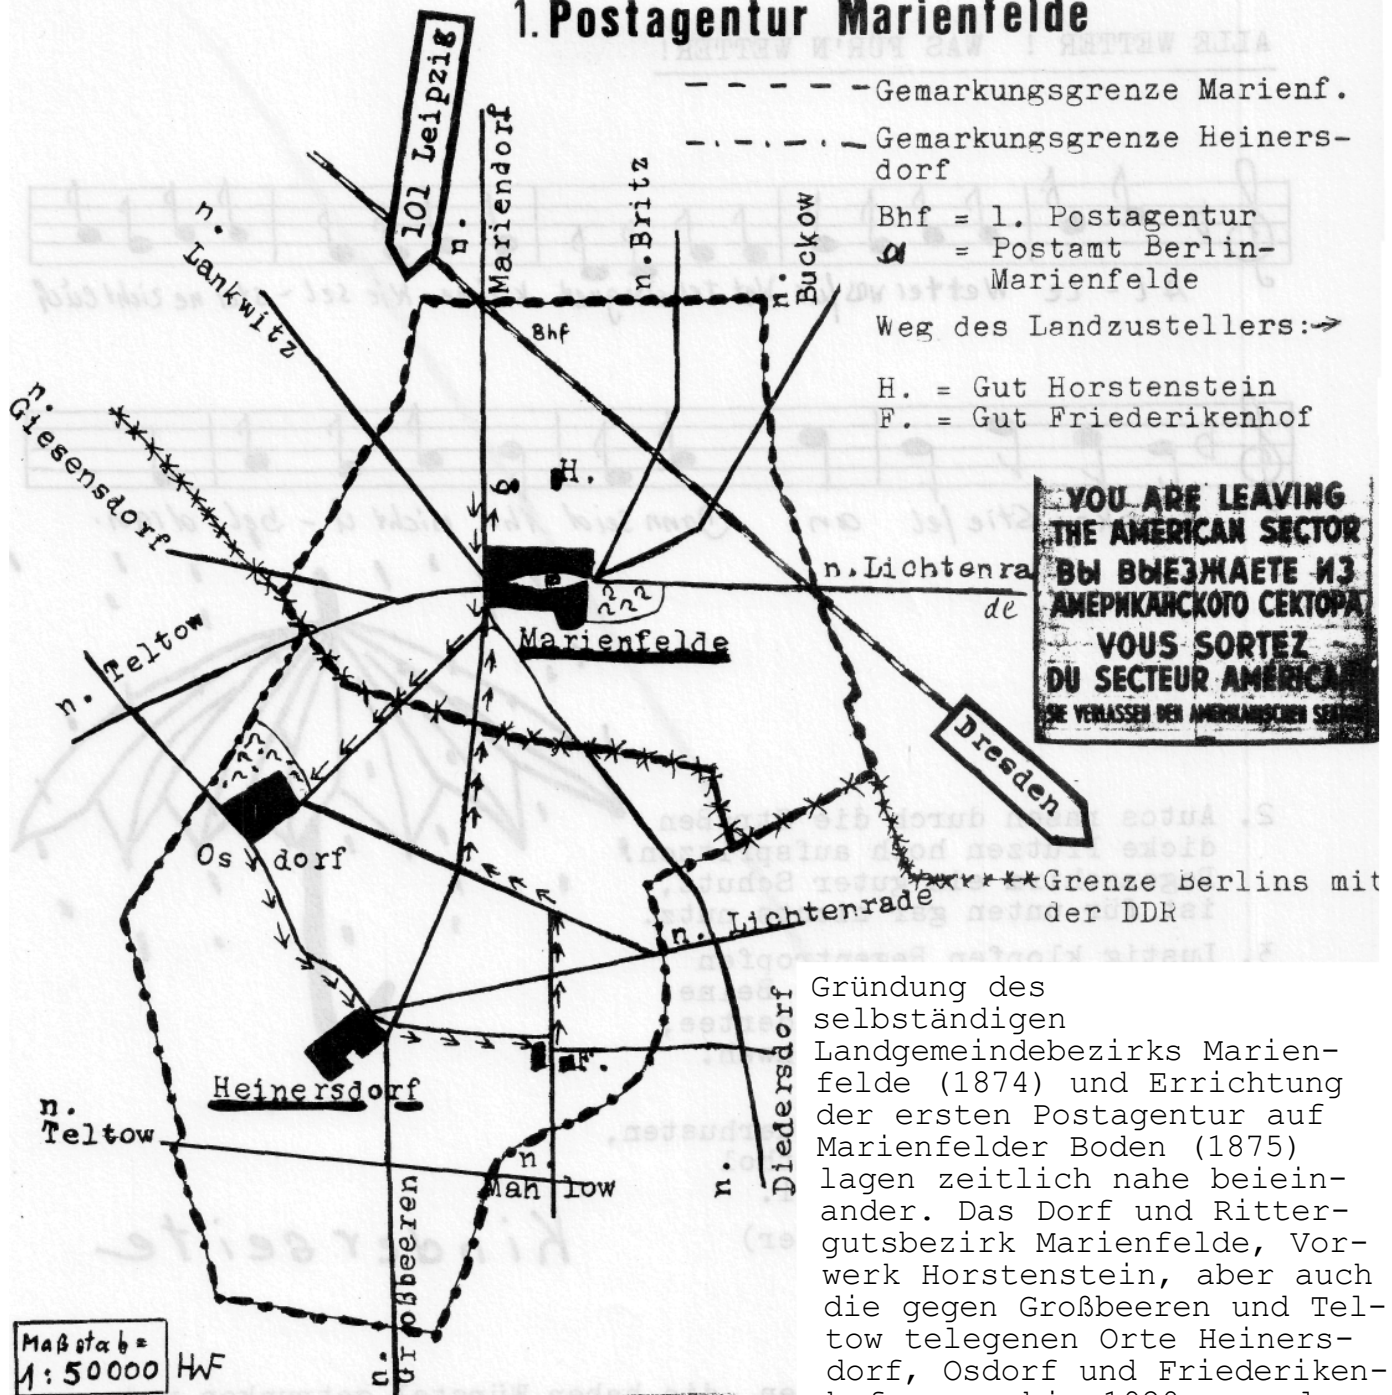 1. Postagentur Marienfelde
Gemarkungsgrenze Marienf.
Gemarkungsgrenze Heiners-
dorf
Bhf = 1. Postagentur
= Postamt Berlin-
Marienfelde
Weg des Landzustellers:→
H. = Gut Horstenstein
F. = Gut Friederikenhof
101 Leipzig
n. Mariendorf
n. Britz
n. Buckow
n. Lankwitz
Bhf
n. Giesensdorf
H.
n. Lichtenra
de
Marienfelde
n. Teltow
YOU ARE LEAVING
THE AMERICAN SECTOR
ВЫ ВЫЕЗЖАЕТЕ ИЗ
АМЕРИКАНСКОГО СЕКТОРА
VOUS SORTEZ
DU SECTEUR AMÉRICAIN
SIE VERLASSEN DEN AMERIKANISCHEN SEKTOR
Dresden
Osdorf
Grenze Berlins mit
der DDR
n. Lichtenrade
Heinersdorf
F.
n. Diedersdorf
n.
Teltow
n.
Mahlow
n. Großbeeren
Maßstab =
1:50000
HWF
Gründung des
selbständigen
Landgemeindebezirks Marien-
felde (1874) und Errichtung
der ersten Postagentur auf
Marienfelder Boden (1875)
lagen zeitlich nahe beiein-
ander. Das Dorf und Ritter-
gutsbezirk Marienfelde, Vor-
werk Horstenstein, aber auch
die gegen Großbeeren und Tel-
tow telegenen Orte Heiners-
dorf, Osdorf und Friederiken-